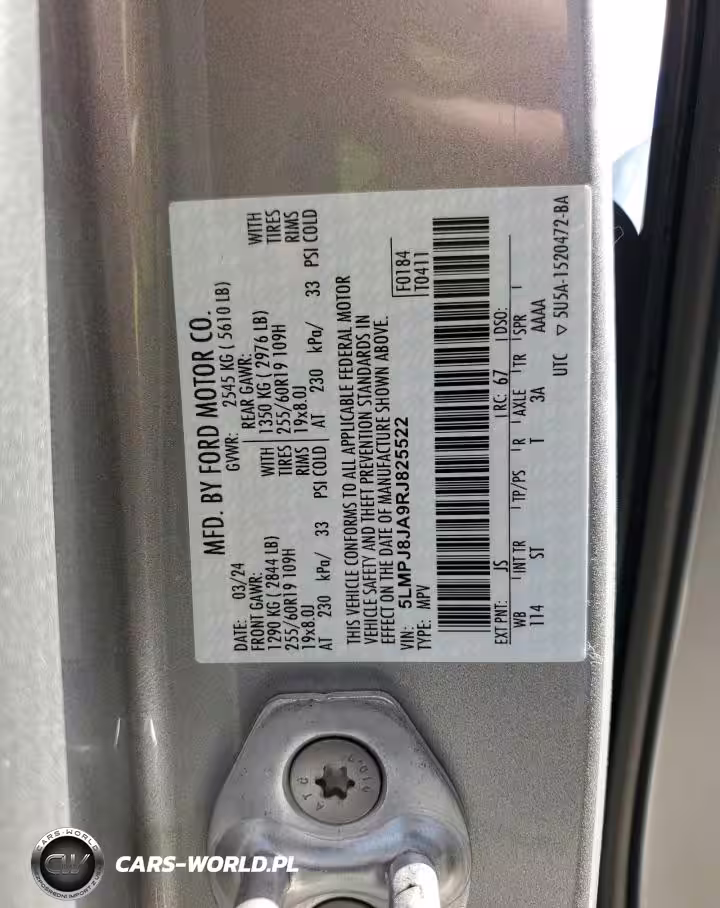 MFD. BY FORD MOTOR CO.
DATE: 03/24 GVWR: 2545 KG ( 5610 LB)
FRONT GAWR: REAR GAWR:
1290 KG ( 2844 LB) WITH 1350 KG ( 2976 LB) WITH
255/60R19 109H TIRES 255/60R19 109H TIRES
19x8.0J RIMS 19x8.0J RIMS
AT 230 kPa/ 33 PSI COLD AT 230 kPa/ 33 PSI COLD
THIS VEHICLE CONFORMS TO ALL APPLICABLE FEDERAL MOTOR
VEHICLE SAFETY AND THEFT PREVENTION STANDARDS IN
EFFECT ON THE DATE OF MANUFACTURE SHOWN ABOVE.
VIN: 5LMPJ8JA9RJ825522 F0184
TYPE: MPV T0411
EXT PNT: JS RC: 67 DSO:
WB INT TR TP/PS R AXLE TR SPR
114 ST T 3A AAAA
UTC ▽ 5U5A-1520472-BA
CARS-WORLD
CW
CARS-WORLD.PL